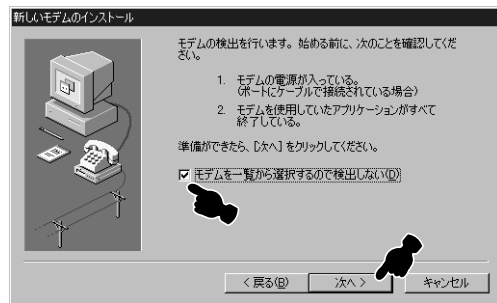 新しいモデムのインストール
モデムの検出を行います。始める前に、次のことを確認してくだ
さい。
1. モデムの電源が入っている。
(ポートにケーブルで接続されている場合)
2. モデムを使用していたアプリケーションがすべて
終了している。
準備ができたら、[次へ] をクリックしてください。
モデムを一覧から選択するので検出しない(D)
< 戻る(B)
次へ >
キャンセル